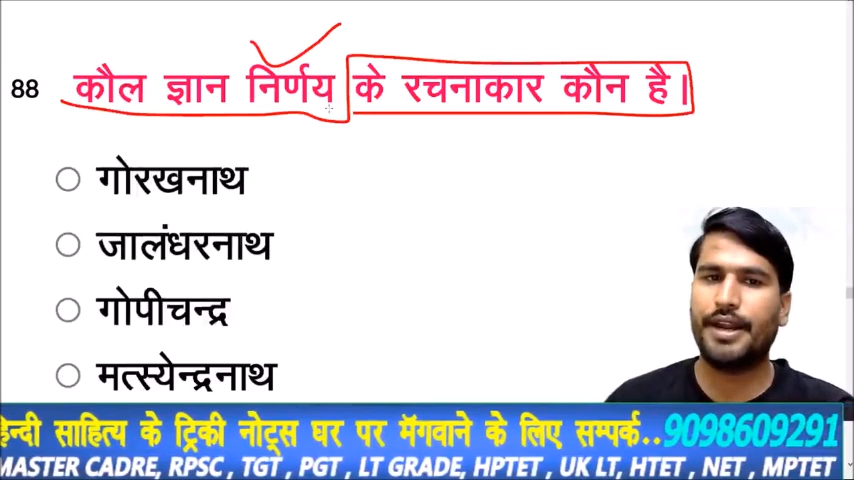 88 कौल ज्ञान निर्णय के रचनाकार कौन है।
गोरखनाथ
जालंधरनाथ
गोपीचन्द्र
मत्स्येन्द्रनाथ
हिन्दी साहित्य के ट्रिकी नोट्स घर पर मॅगवाने के लिए सम्पर्क..9098609291
MASTER CADRE, RPSC , TGT , PGT , LT GRADE, HPTET , UK LT, HTET , NET , MPTET